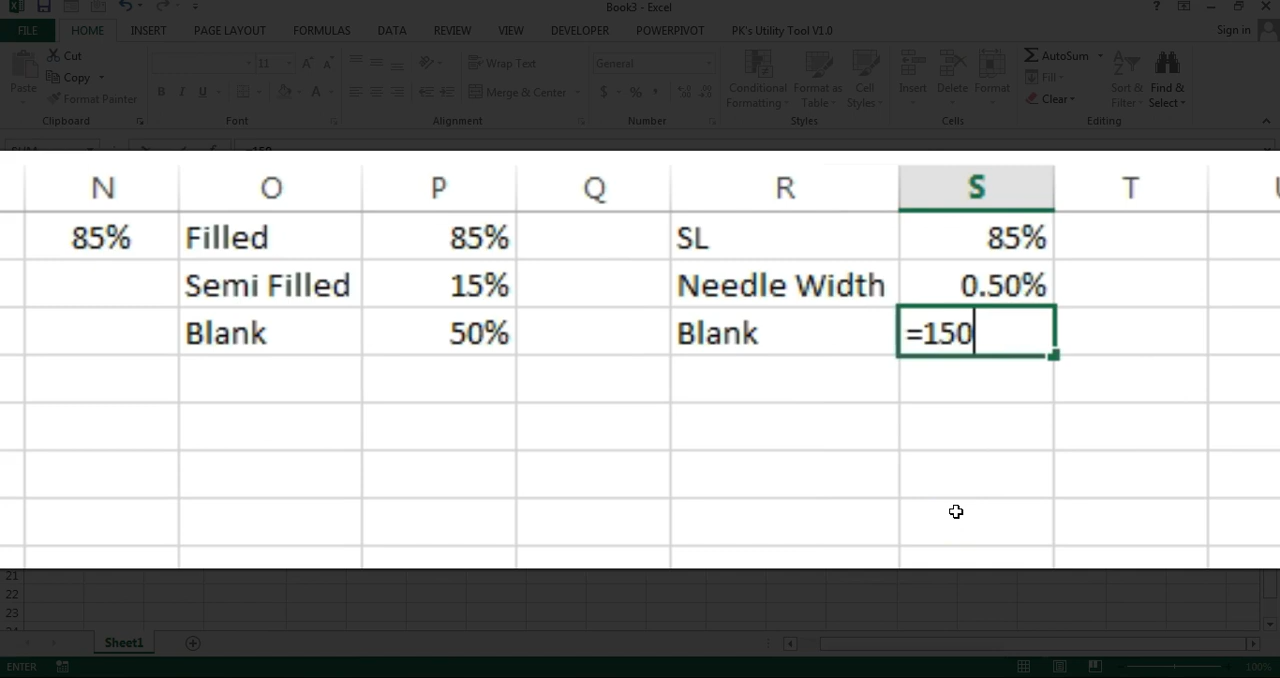 Book3 - Excel
FILE HOME INSERT PAGE LAYOUT FORMULAS DATA REVIEW VIEW DEVELOPER POWERPIVOT PK's Utility Tool V1.0 Sign in
Paste Cut 11 Wrap Text General Conditional Format as Cell Insert Delete Format AutoSum Sort & Find &
Copy Formatting Table Styles Fill Filter Select
Format Painter B I U Merge & Center $ % Clear
Clipboard Font Alignment Number Styles Cells Editing
=150
N O P Q R S T
85% Filled 85% SL 85%
Semi Filled 15% Needle Width 0.50%
Blank 50% Blank =150
21
22
23
Sheet1
ENTER 100%